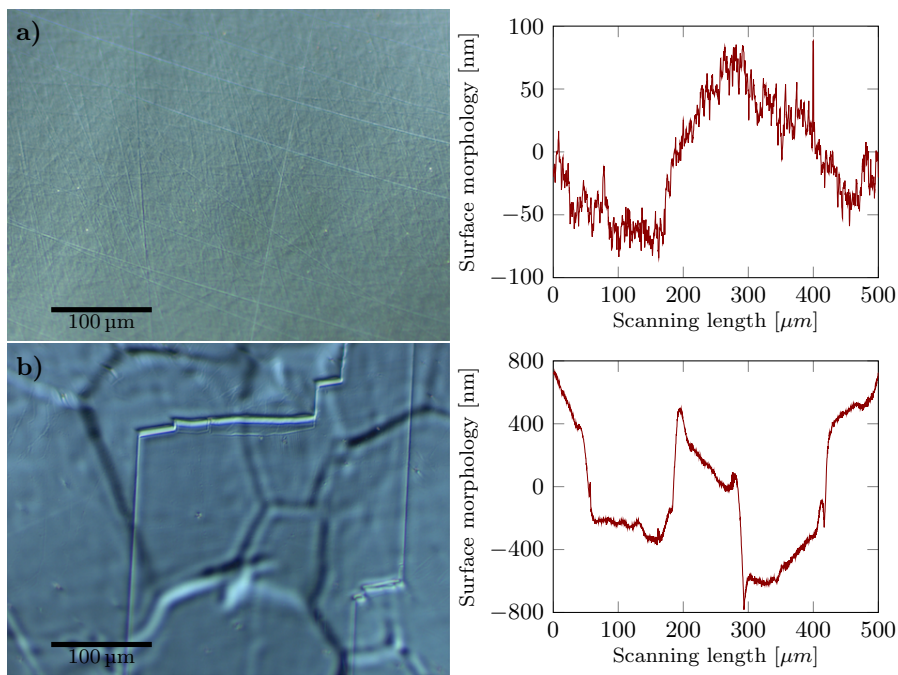 a)
100 µm
Surface morphology [nm]
100
50
0
−50
−100
0 100 200 300 400 500
Scanning length [μm]
b)
100 µm
Surface morphology [nm]
800
400
0
−400
−800
0 100 200 300 400 500
Scanning length [μm]